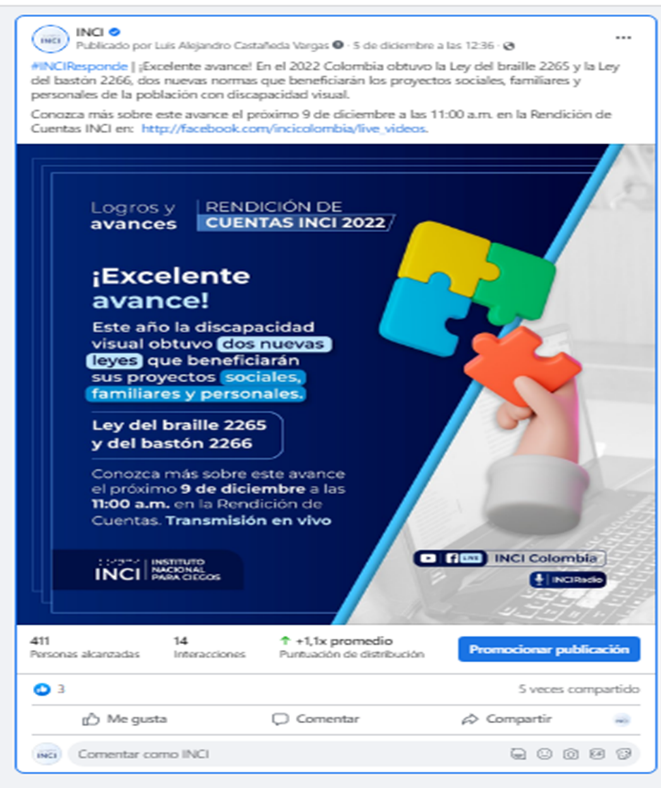 INCI
Publicado por Luis Alejandro Castañeda Vargas · 5 de diciembre a las 12:36 ·
#INCIResponde | ¡Excelente avance! En el 2022 Colombia obtuvo la Ley del braille 2265 y la Ley
del bastón 2266, dos nuevas normas que beneficiarán los proyectos sociales, familiares y
personales de la población con discapacidad visual.
Conozca más sobre este avance el próximo 9 de diciembre a las 11:00 a.m. en la Rendición de
Cuentas INCI en: http://facebook.com/incicolombia/live_videos.
Logros y
avances
RENDICIÓN DE
CUENTAS INCI 2022
¡Excelente
avance!
Este año la discapacidad
visual obtuvo dos nuevas
leyes que beneficiarán
sus proyectos sociales,
familiares y personales.
Ley del braille 2265
y del bastón 2266
Conozca más sobre este avance
el próximo 9 de diciembre a las
11:00 a.m. en la Rendición de
Cuentas. Transmisión en vivo
INCI
INSTITUTO
NACIONAL
PARA CIEGOS
LIVE INCI Colombia
INCIRadio
411
Personas alcanzadas
14
Interacciones
+1,1x promedio
Puntuación de distribución
Promocionar publicación
3
5 veces compartido
Me gusta
Comentar
Compartir
INCI
Comentar como INCI